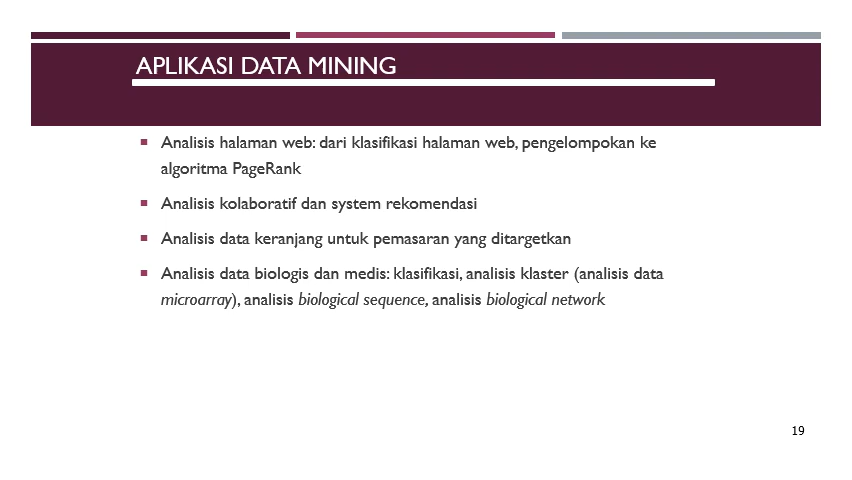 APLIKASI DATA MINING
▪ Analisis halaman web: dari klasifikasi halaman web, pengelompokan ke
algoritma PageRank
▪ Analisis kolaboratif dan system rekomendasi
▪ Analisis data keranjang untuk pemasaran yang ditargetkan
▪ Analisis data biologis dan medis: klasifikasi, analisis klaster (analisis data
microarray), analisis biological sequence, analisis biological network
19